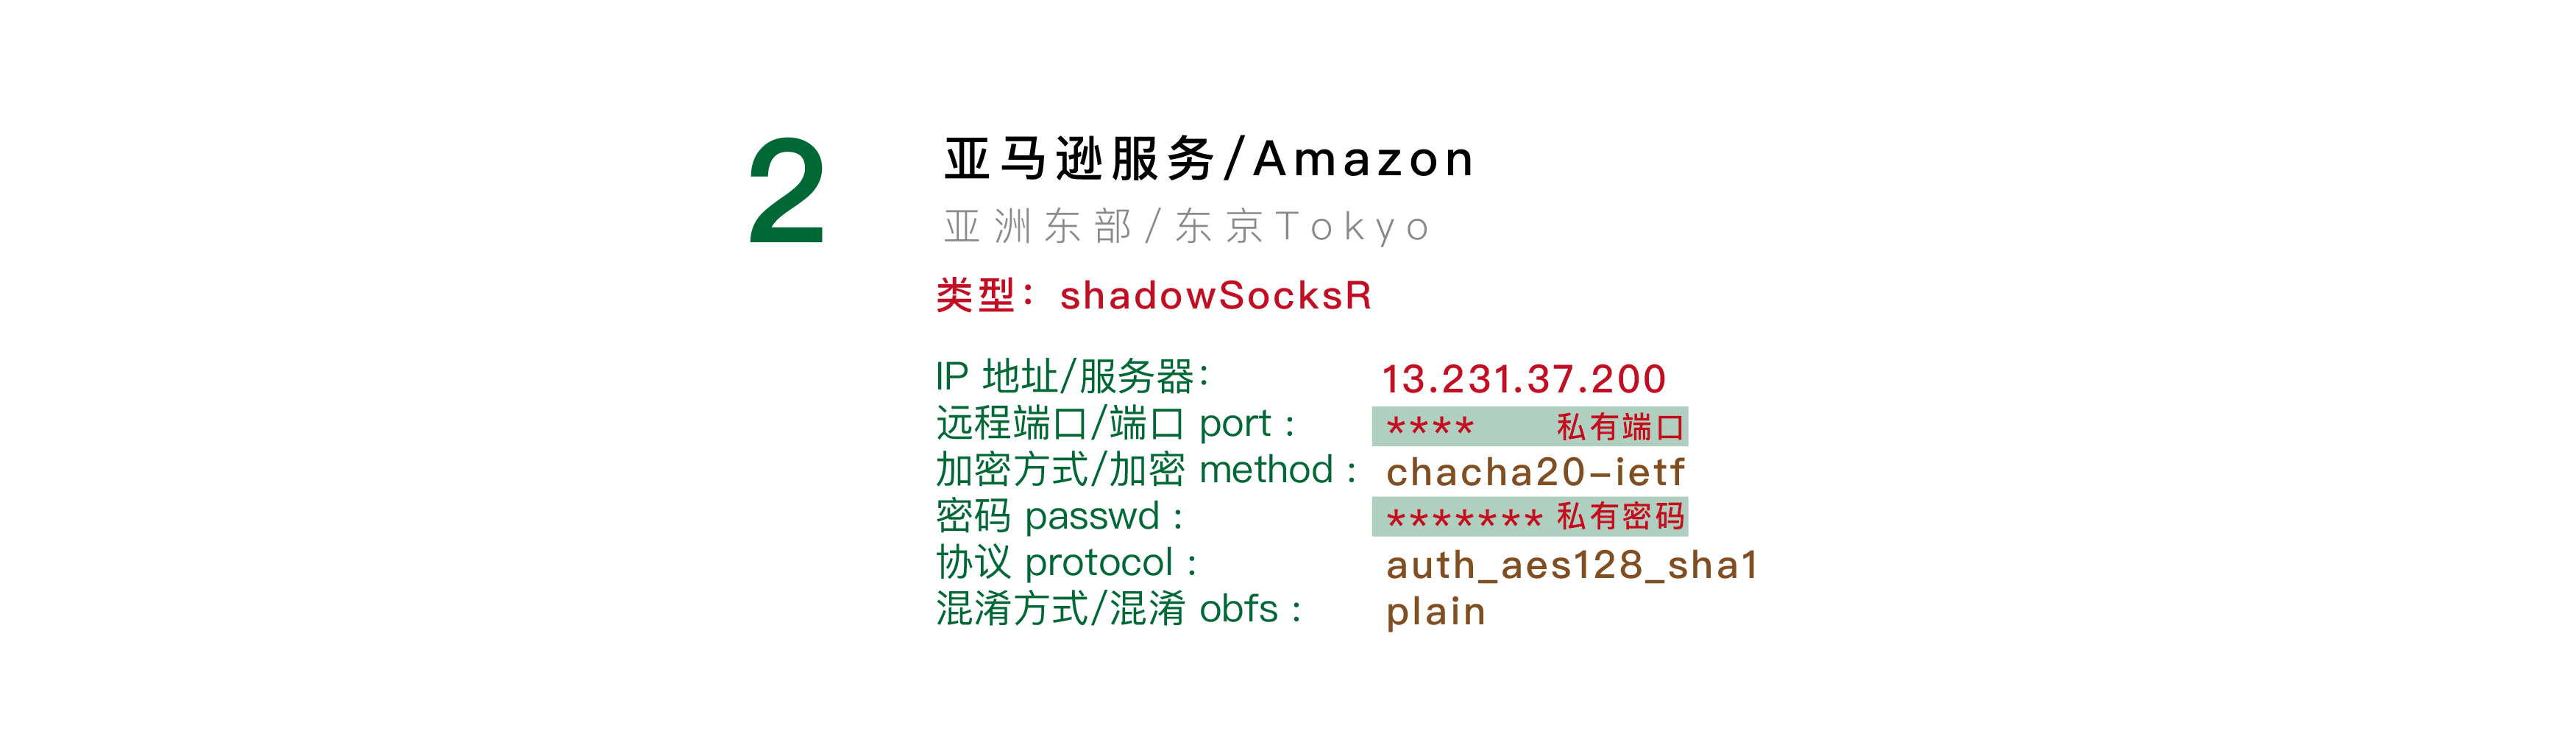 2
亚马逊服务/Amazon
亚洲东部/东京Tokyo
类型：shadowSocksR
IP 地址/服务器： 13.231.37.200
远程端口/端口 port： **** 私有端口
加密方式/加密 method： chacha20-ietf
密码 passwd： ******* 私有密码
协议 protocol： auth_aes128_sha1
混淆方式/混淆 obfs： plain